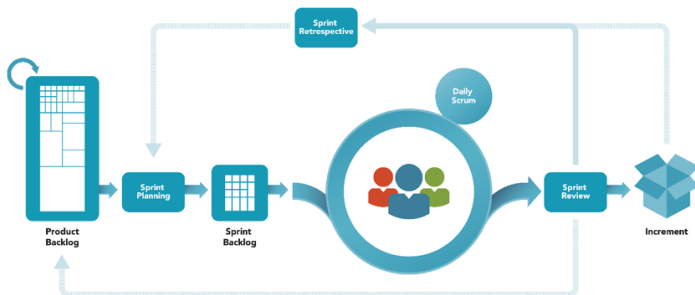 Sprint
Retrospective
Daily
Scrum
Sprint
Planning
Sprint
Review
Product
Backlog
Sprint
Backlog
Increment